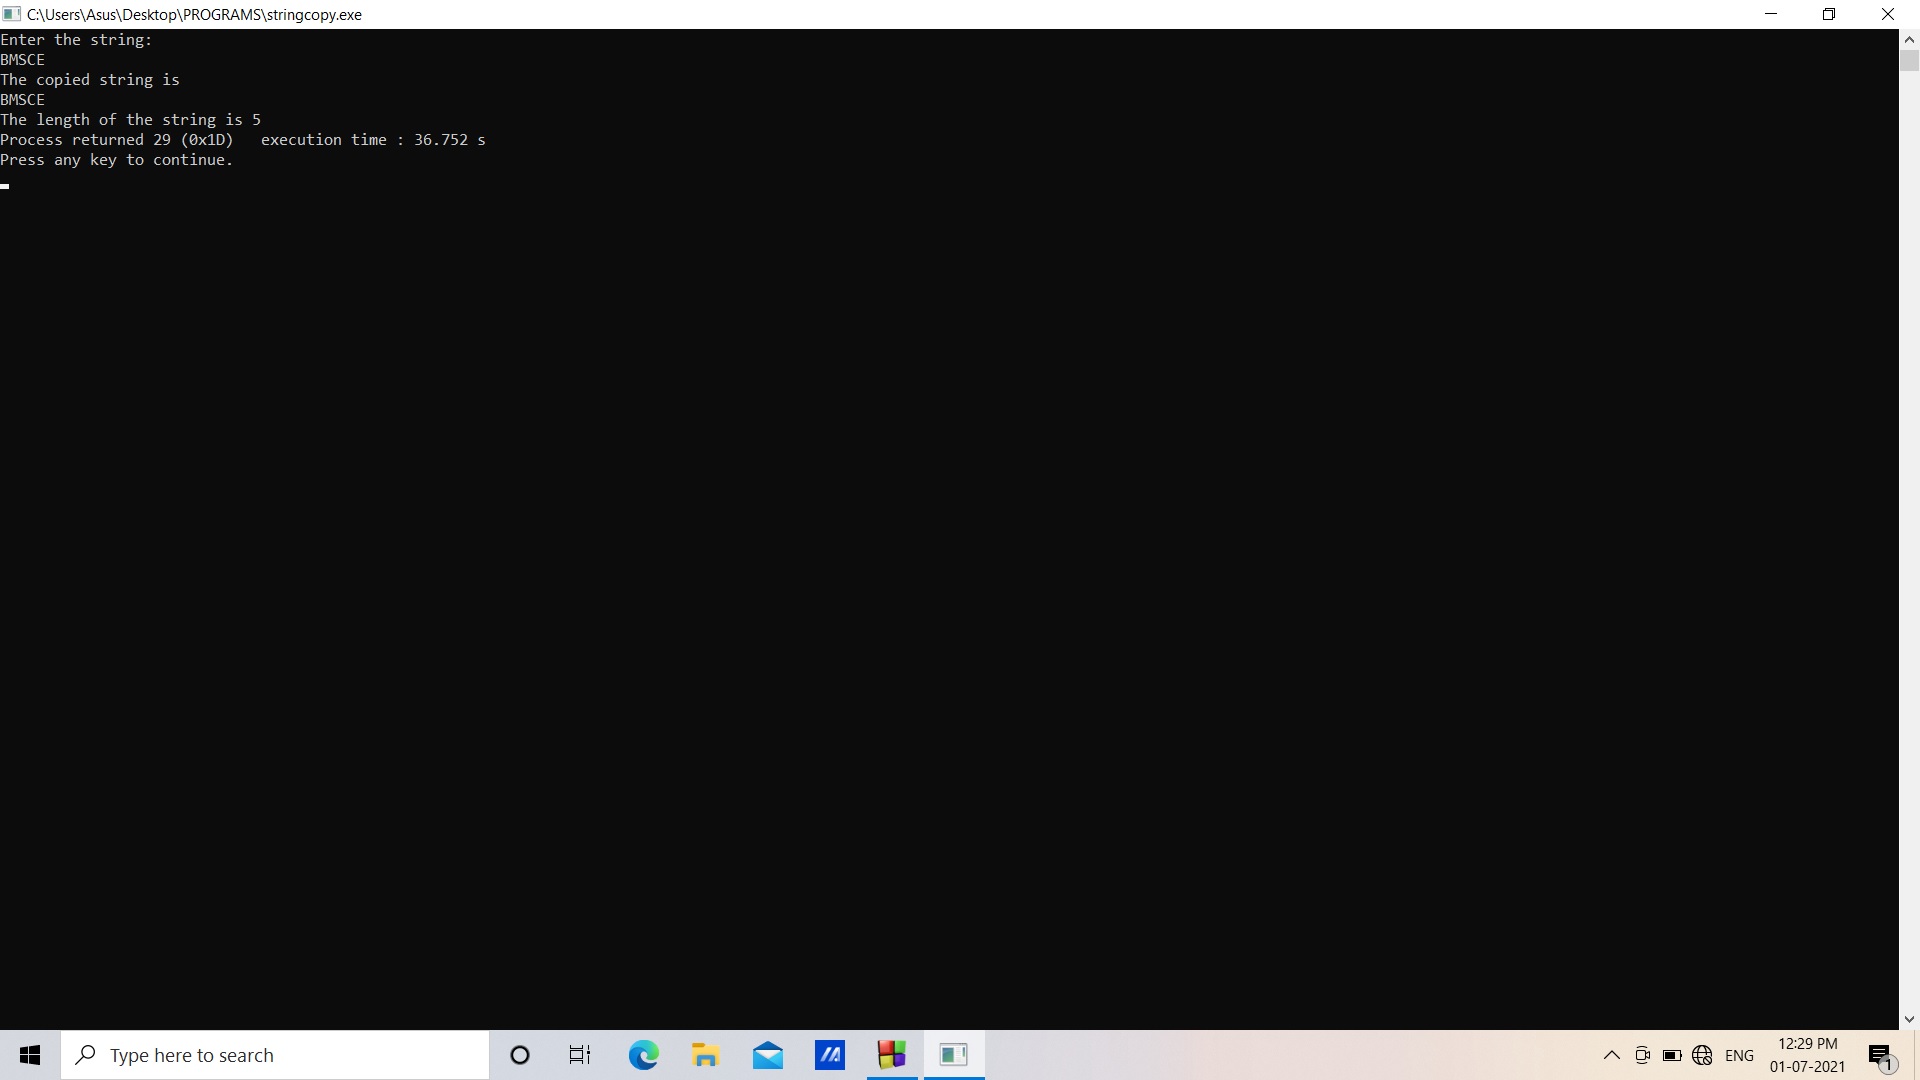 C:\Users\Asus\Desktop\PROGRAMS\stringcopy.exe
Enter the string:
BMSCE
The copied string is
BMSCE
The length of the string is 5
Process returned 29 (0x1D)   execution time : 36.752 s
Press any key to continue.
Type here to search
ENG
12:29 PM
01-07-2021
1